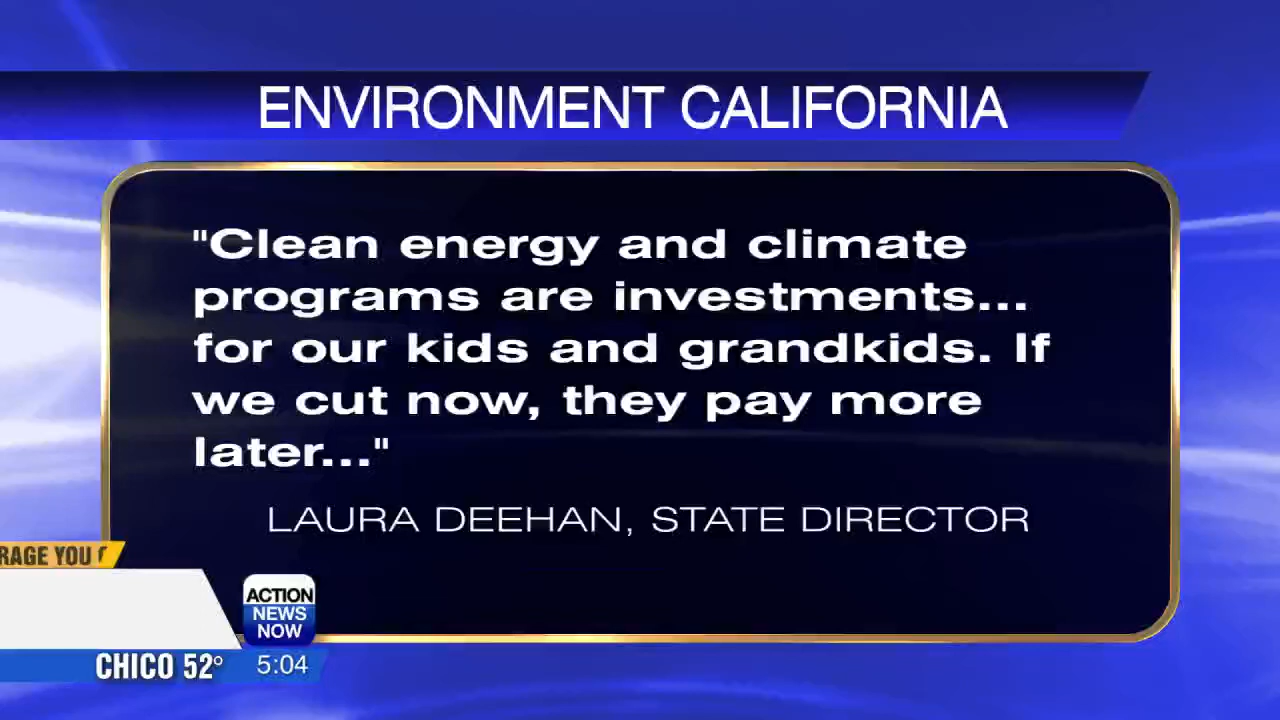 ENVIRONMENT CALIFORNIA
"Clean energy and climate
programs are investments...
for our kids and grandkids. If
we cut now, they pay more
later..."
LAURA DEEHAN, STATE DIRECTOR
YOU
ACTION
NEWS
NOW
CHICO 52° 5:04